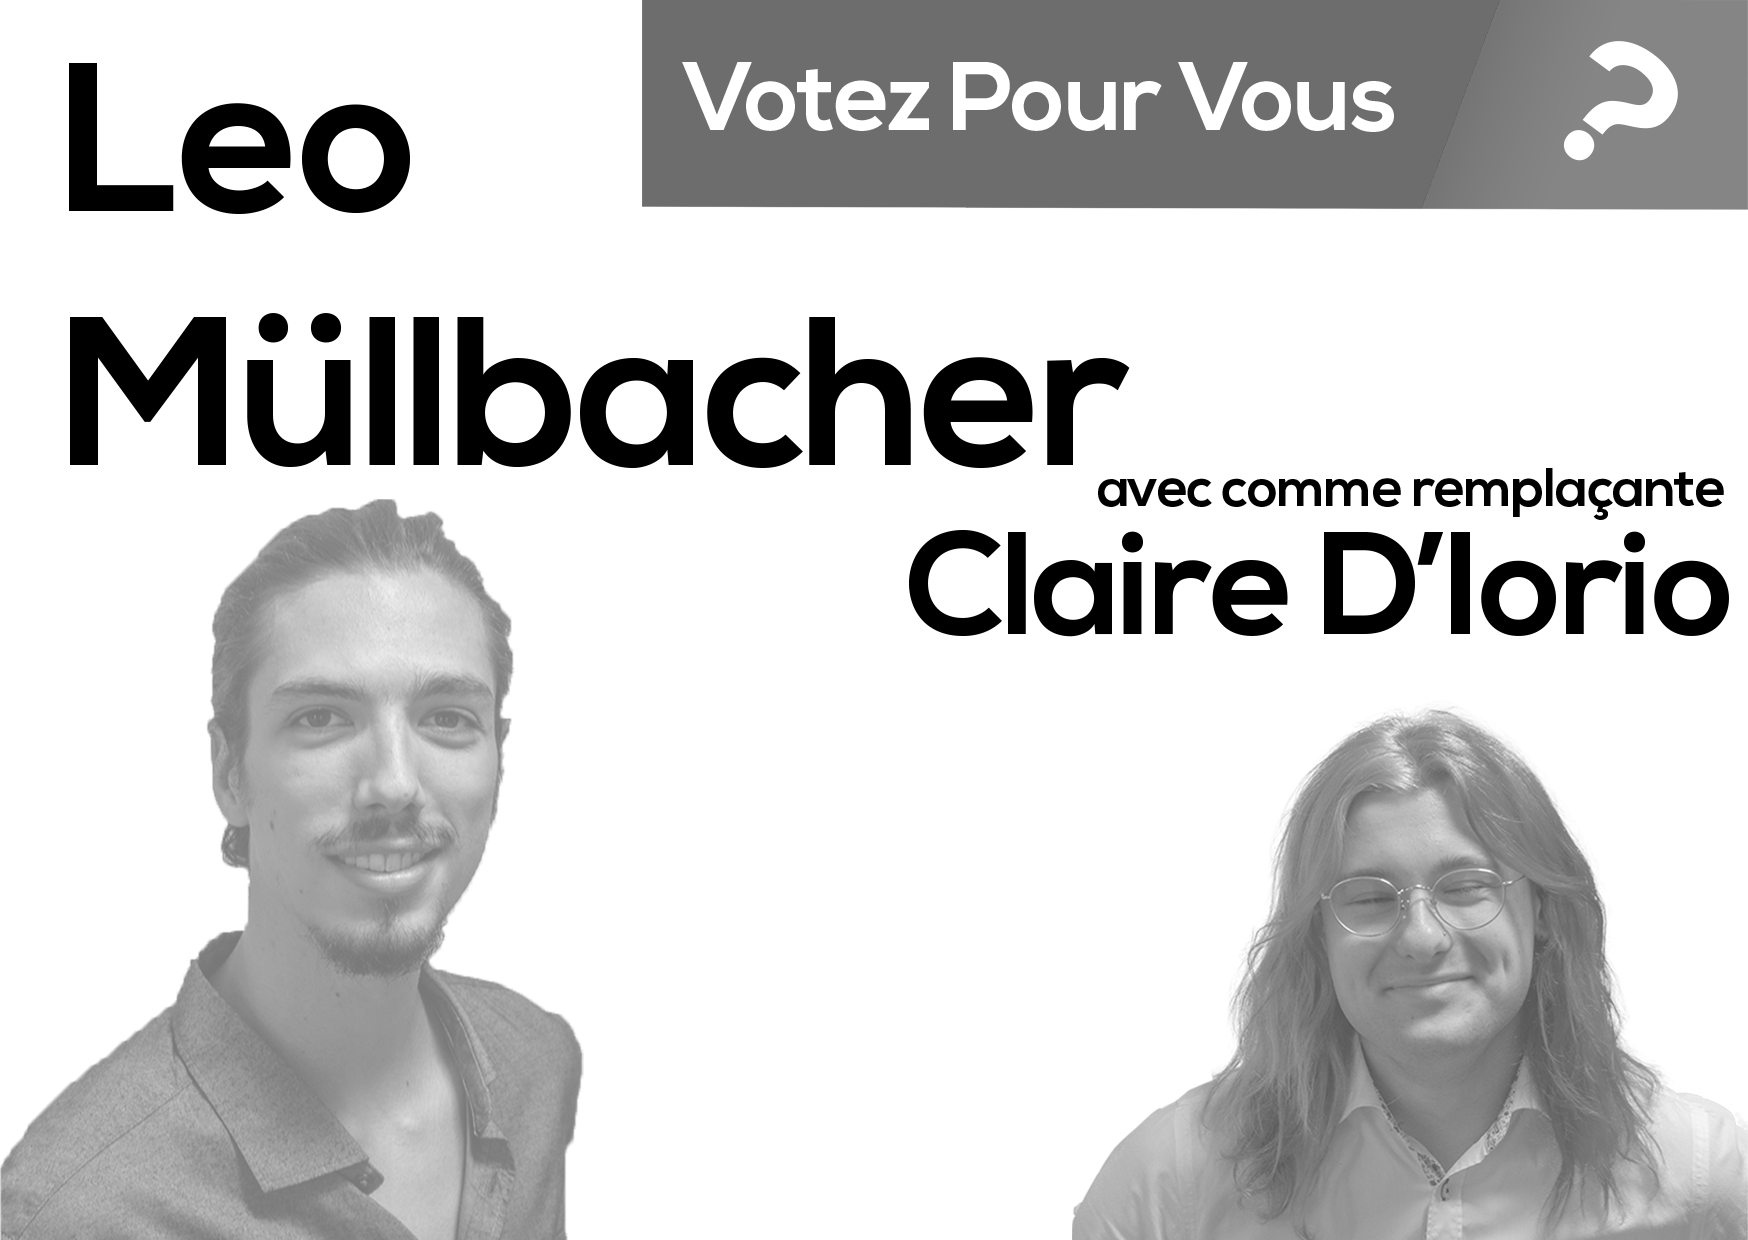 Leo
Votez Pour Vous
?
Müllbacher
avec comme remplaçante
Claire D'Iorio